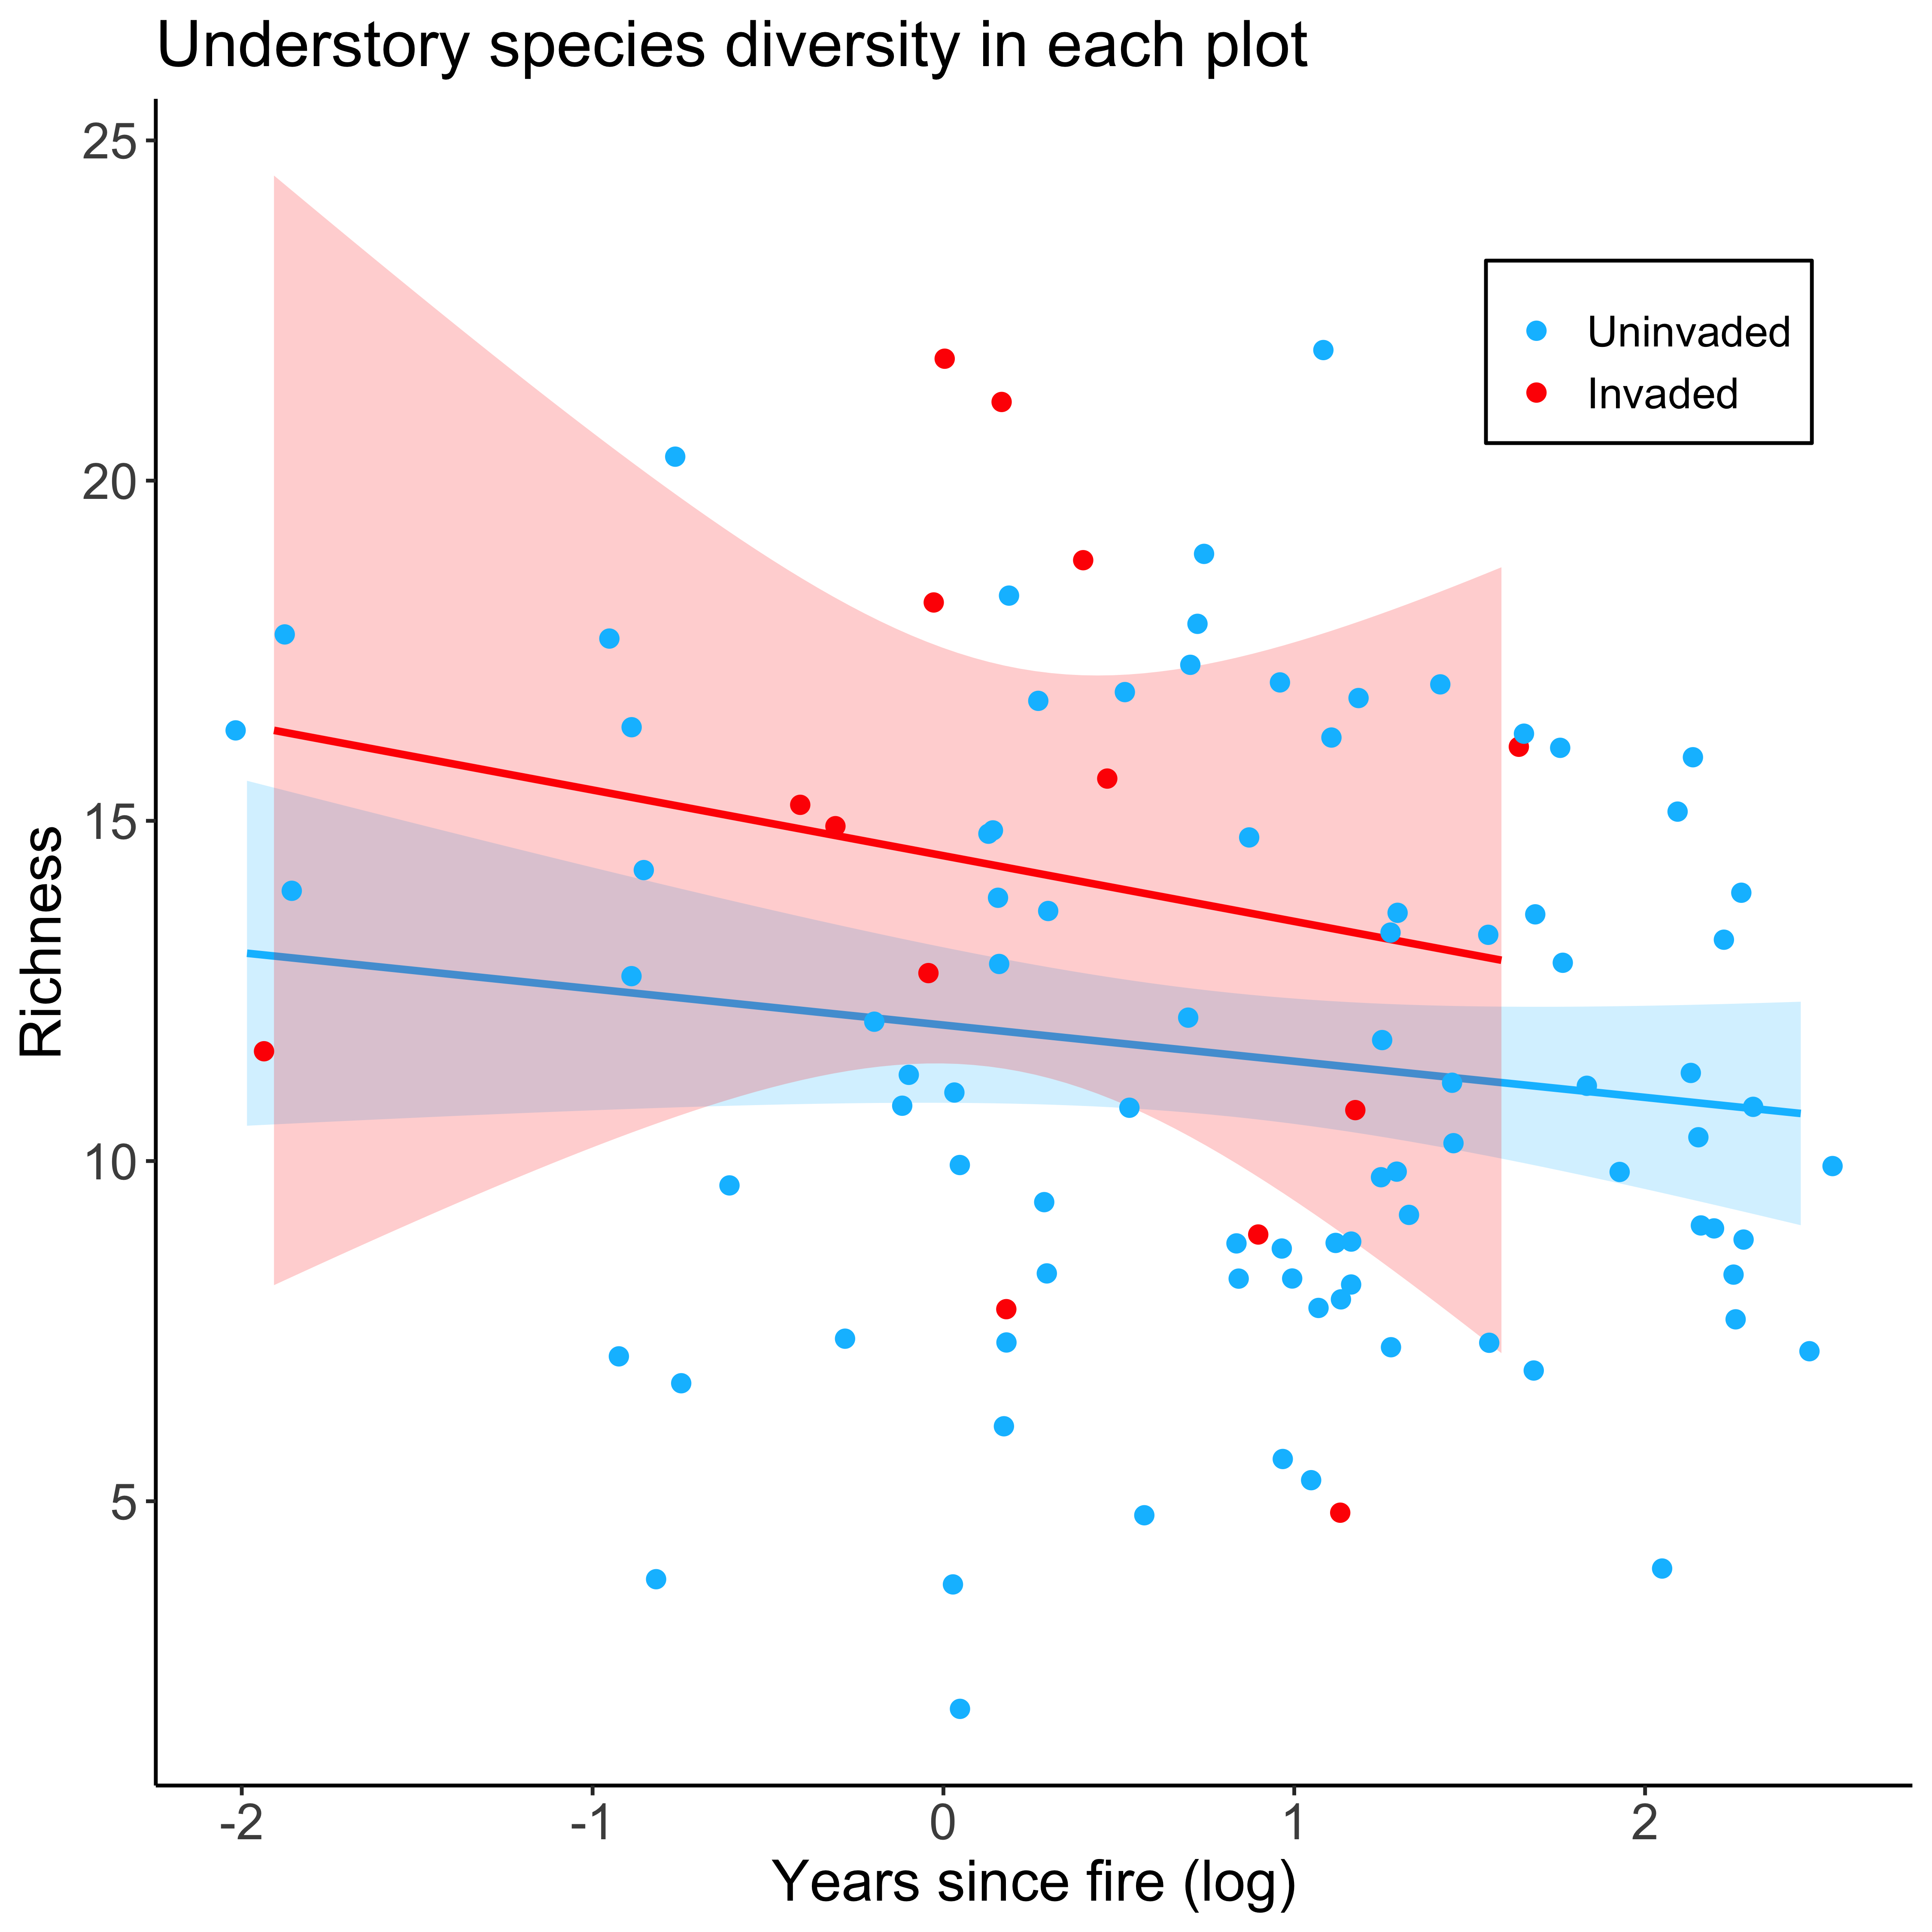 Understory species diversity in each plot
25
20
15
10
5
Richness
Uninvaded
Invaded
-2 -1 0 1 2
Years since fire (log)